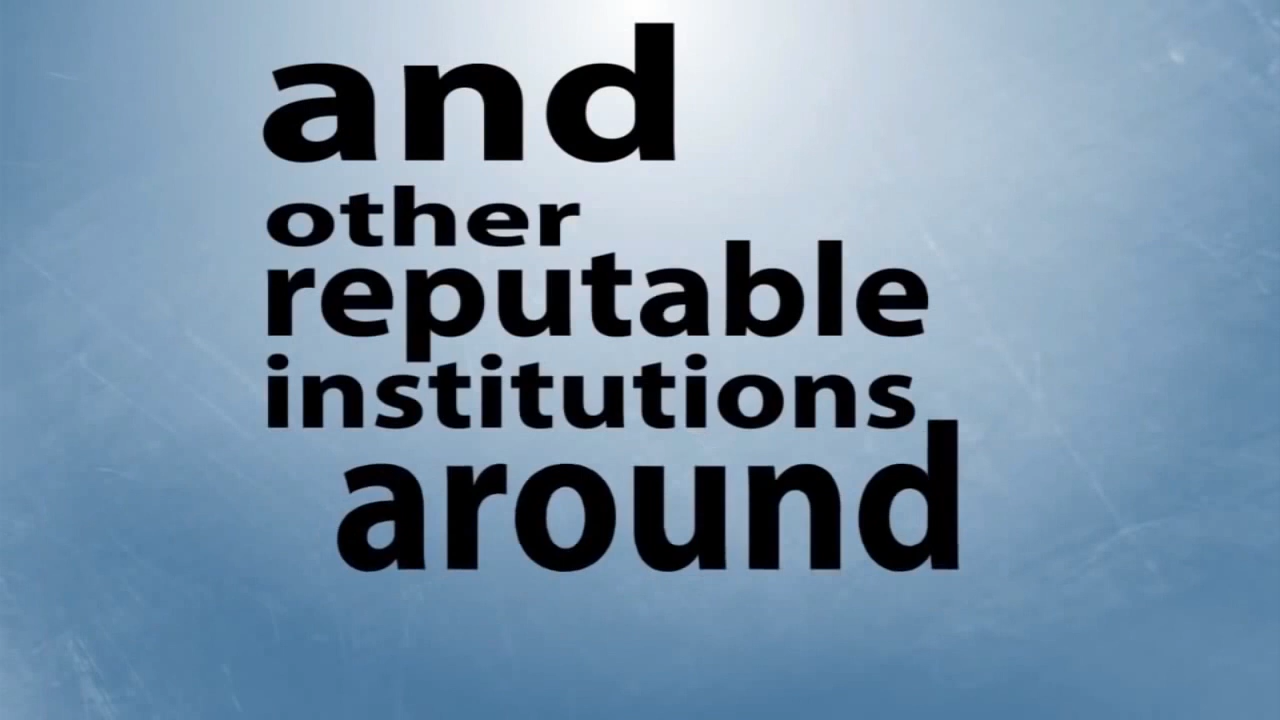 and
other
reputable
institutions
around